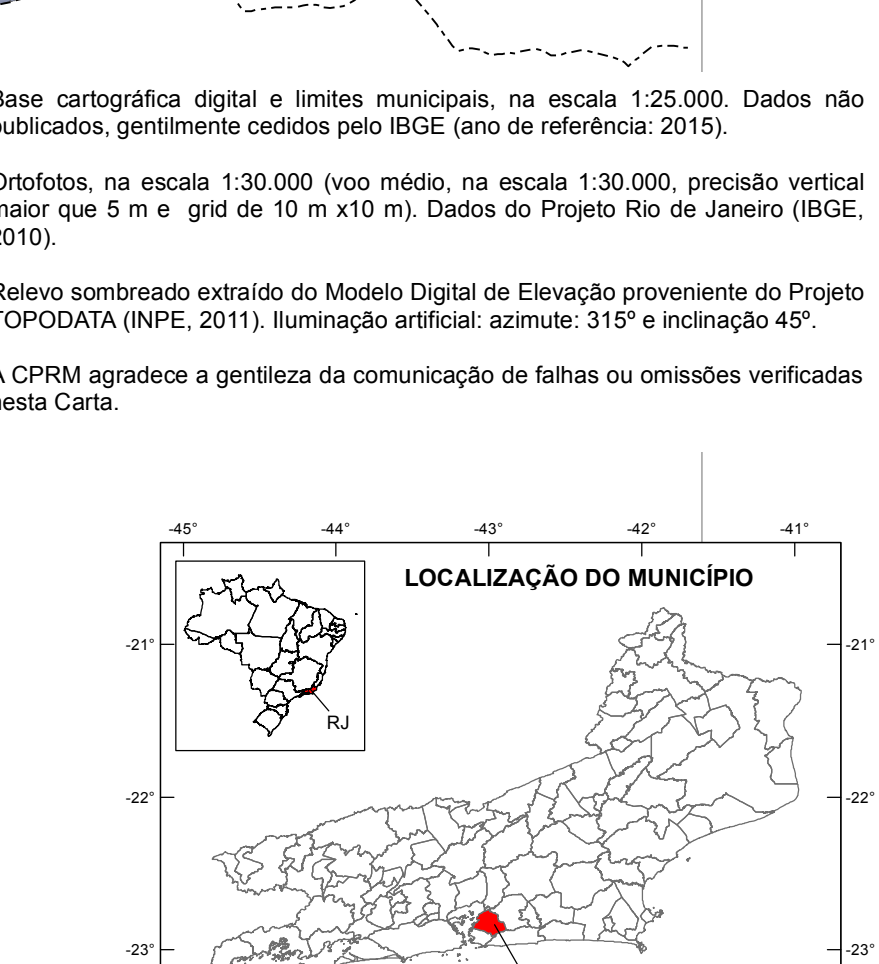 Base cartográfica digital e limites municipais, na escala 1:25.000. Dados não
publicados, gentilmente cedidos pelo IBGE (ano de referência: 2015).
Ortofotos, na escala 1:30.000 (voo médio, na escala 1:30.000, precisão vertical
maior que 5 m e grid de 10 m x10 m). Dados do Projeto Rio de Janeiro (IBGE,
2010).
Relevo sombreado extraído do Modelo Digital de Elevação proveniente do Projeto
TOPODATA (INPE, 2011). Iluminação artificial: azimute: 315º e inclinação 45º.
A CPRM agradece a gentileza da comunicação de falhas ou omissões verificadas
nesta Carta.
-45° -44° -43° -42° -41°
LOCALIZAÇÃO DO MUNICÍPIO
-21° -21°
RJ
-22° -22°
-23° -23°